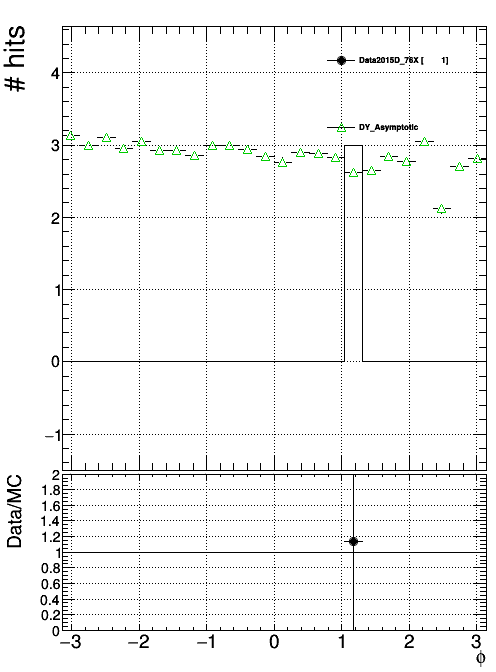 # hits
4
3
2
1
0
−1
Data2015D_76X [ 1]
DY_Asymptotic
Data/MC
2
1.8
1.6
1.4
1.2
1
0.8
0.6
0.4
0.2
0
−3 −2 −1 0 1 2 3
ϕ